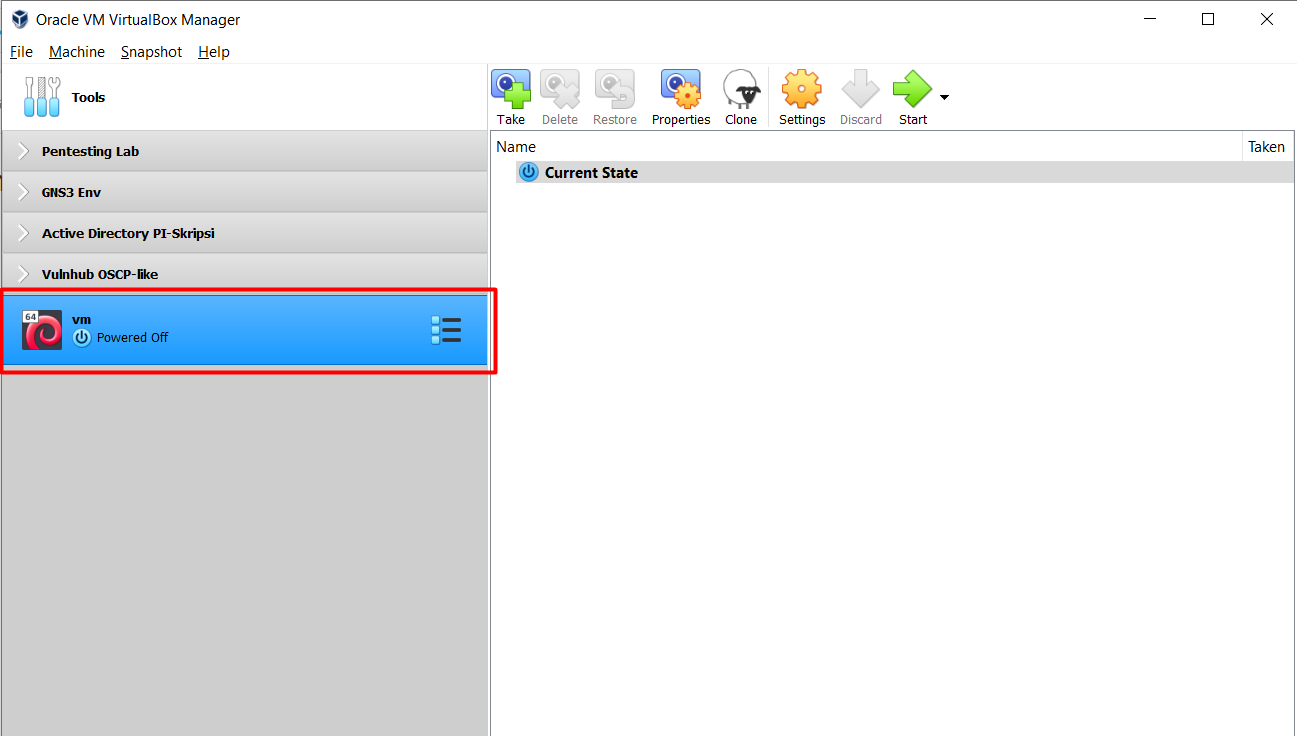 Oracle VM VirtualBox Manager
File Machine Snapshot Help
Tools
Take Delete Restore Properties Clone Settings Discard Start
Pentesting Lab
GNS3 Env
Active Directory PI-Skripsi
Vulnhub OSCP-like
64
vm
Powered Off
Name Taken
Current State